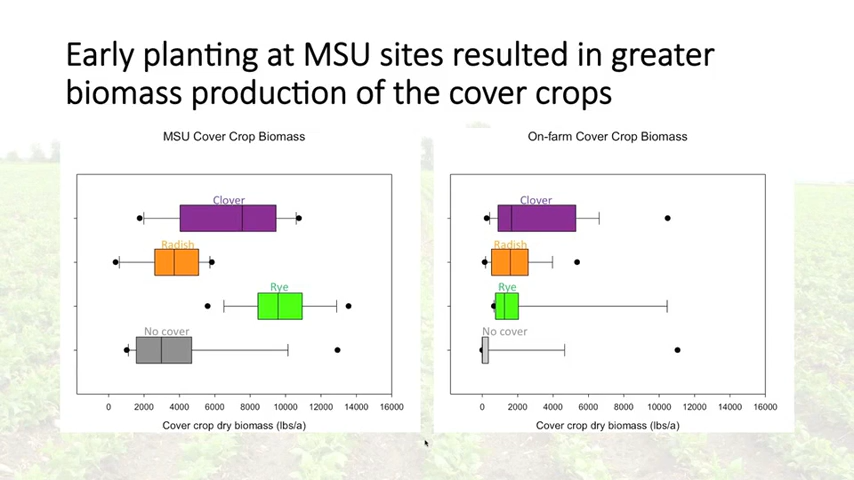 Early planting at MSU sites resulted in greater
biomass production of the cover crops
MSU Cover Crop Biomass
Clover
Radish
Rye
No cover
0 2000 4000 6000 8000 10000 12000 14000 16000
Cover crop dry biomass (lbs/a)
On-farm Cover Crop Biomass
Clover
Radish
Rye
No cover
0 2000 4000 6000 8000 10000 12000 14000 16000
Cover crop dry biomass (lbs/a)